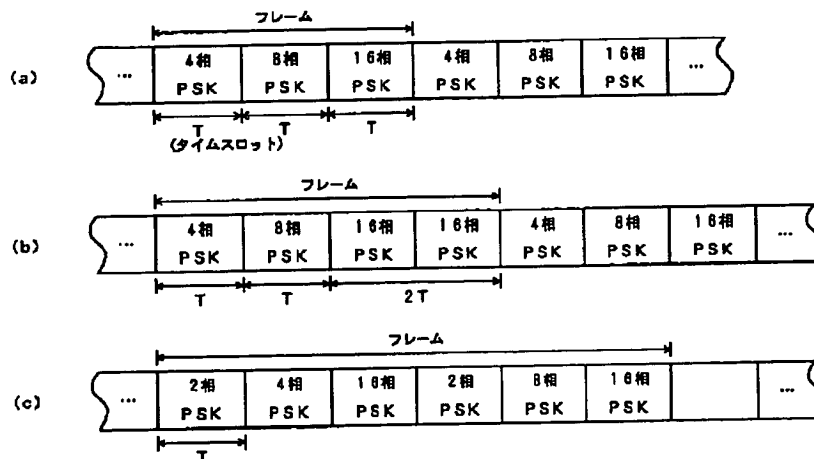 フレーム
(a) … 4相 PSK 8相 PSK 16相 PSK 4相 PSK 8相 PSK 16相 PSK …
T T T
(タイムスロット)
フレーム
(b) … 4相 PSK 8相 PSK 16相 PSK 16相 PSK 4相 PSK 8相 PSK 16相 PSK …
T T 2T
フレーム
(c) … 2相 PSK 4相 PSK 16相 PSK 2相 PSK 8相 PSK 16相 PSK …
T